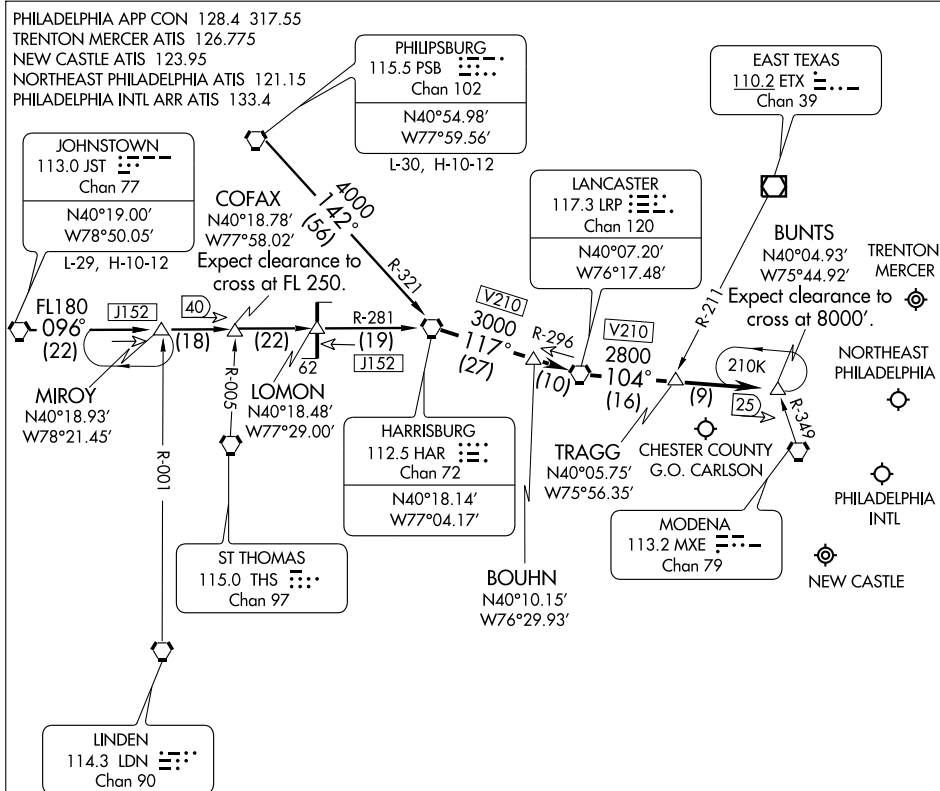 PHILADELPHIA APP CON 128.4 317.55
TRENTON MERCER ATIS 126.775
NEW CASTLE ATIS 123.95
NORTHEAST PHILADELPHIA ATIS 121.15
PHILADELPHIA INTL ARR ATIS 133.4
PHILIPSBURG
115.5 PSB
Chan 102
N40°54.98'
W77°59.56'
L-30, H-10-12
EAST TEXAS
110.2 ETX
Chan 39
JOHNSTOWN
113.0 JST
Chan 77
N40°19.00'
W78°50.05'
L-29, H-10-12
COFAX
N40°18.78'
W77°58.02'
Expect clearance to
cross at FL 250.
4000
142°
(56)
R-321
LANCASTER
117.3 LRP
Chan 120
N40°07.20'
W76°17.48'
BUNTS
N40°04.93'
W75°44.92'
Expect clearance to
cross at 8000'.
TRENTON
MERCER
R-211
FL180
096°
(22)
J152
40
(18)
(22)
R-281
(19)
J152
62
V210
3000
117°
(27)
R-296
(10)
V210
2800
104°
(16)
(9)
210K
25
R-349
NORTHEAST
PHILADELPHIA
MIROY
N40°18.93'
W78°21.45'
R-005
LOMON
N40°18.48'
W77°29.00'
HARRISBURG
112.5 HAR
Chan 72
N40°18.14'
W77°04.17'
TRAGG
N40°05.75'
W75°56.35'
CHESTER COUNTY
G.O. CARLSON
PHILADELPHIA
INTL
R-001
ST THOMAS
115.0 THS
Chan 97
BOUHN
N40°10.15'
W76°29.93'
MODENA
113.2 MXE
Chan 79
NEW CASTLE
LINDEN
114.3 LDN
Chan 90